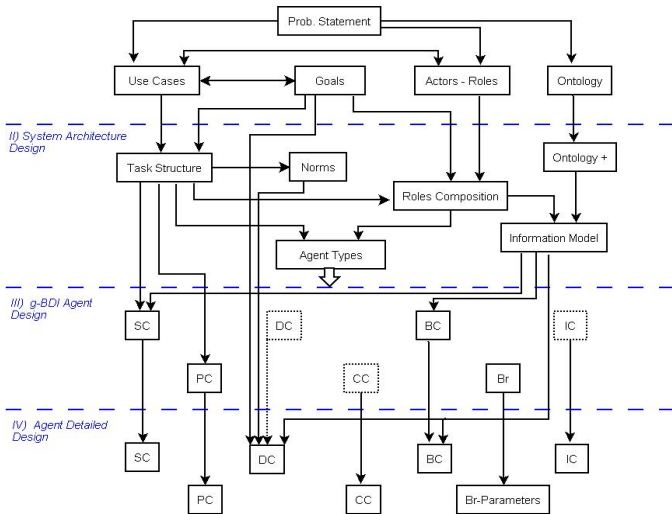 Prob. Statement
Use Cases
Goals
Actors - Roles
Ontology
II) System Architecture
Design
Task Structure
Norms
Ontology +
Roles Composition
Agent Types
Information Model
III) g-BDI Agent
Design
SC
DC
BC
IC
PC
CC
Br
IV) Agent Detailed
Design
SC
DC
BC
IC
PC
CC
Br-Parameters